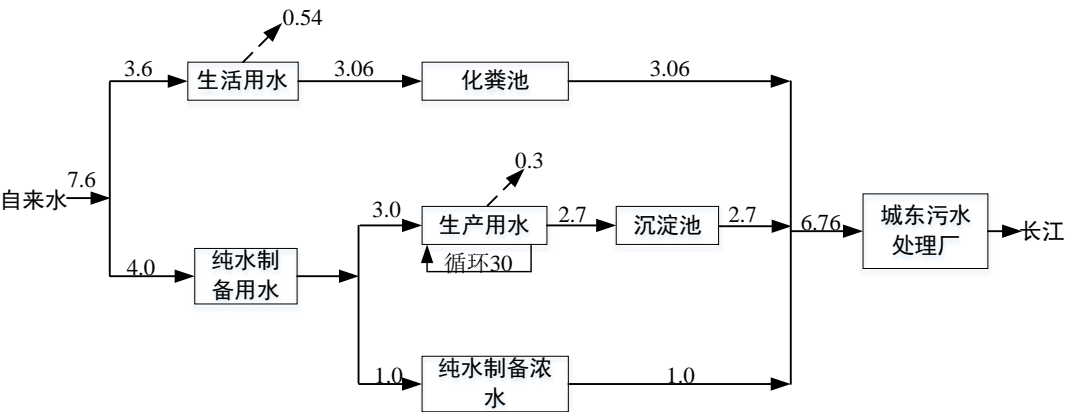 0.54
3.6
生活用水
3.06
化粪池
3.06
自来水
7.6
0.3
3.0
生产用水
2.7
沉淀池
2.7
6.76
城东污水
处理厂
长江
循环30
4.0
纯水制
备用水
1.0
纯水制备浓
水
1.0